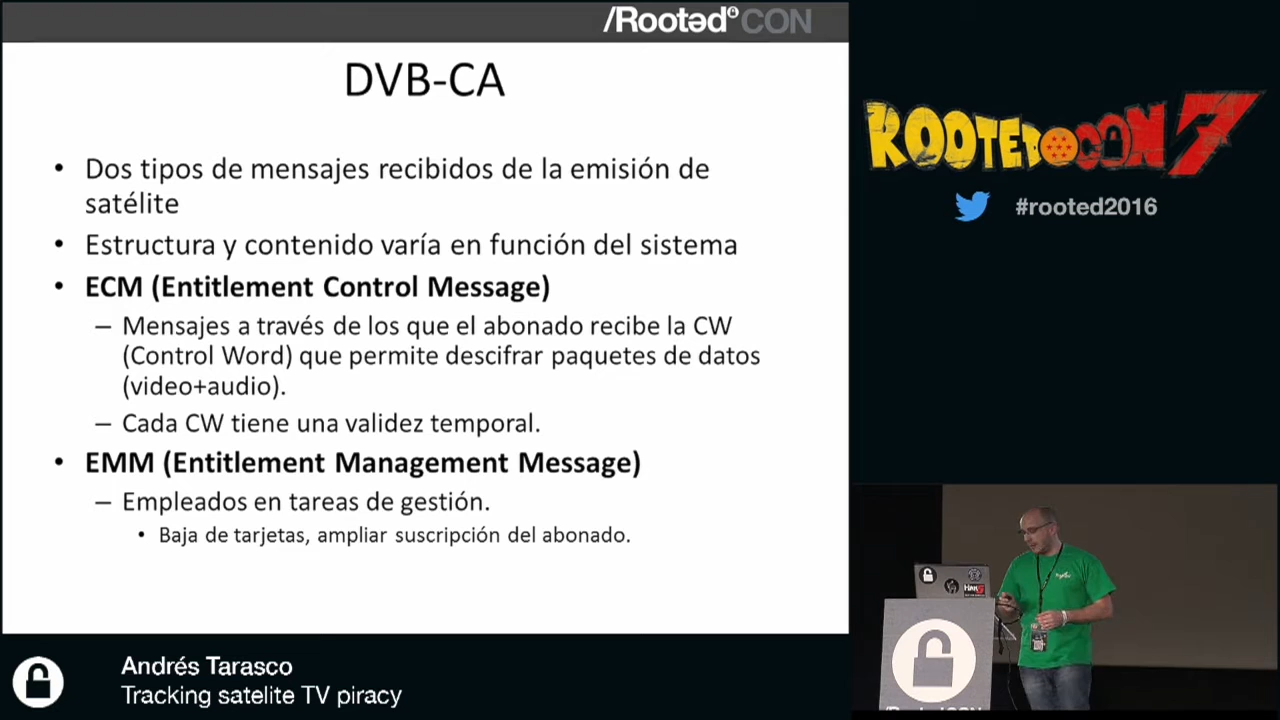 /Rootəd CON
DVB-CA
• Dos tipos de mensajes recibidos de la emisión de
satélite
• Estructura y contenido varía en función del sistema
• ECM (Entitlement Control Message)
– Mensajes a través de los que el abonado recibe la CW
(Control Word) que permite descifrar paquetes de datos
(video+audio).
– Cada CW tiene una validez temporal.
• EMM (Entitlement Management Message)
– Empleados en tareas de gestión.
• Baja de tarjetas, ampliar suscripción del abonado.
ROOTEDCON 7
#rooted2016
/RootedCON
Andrés Tarasco
Tracking satelite TV piracy